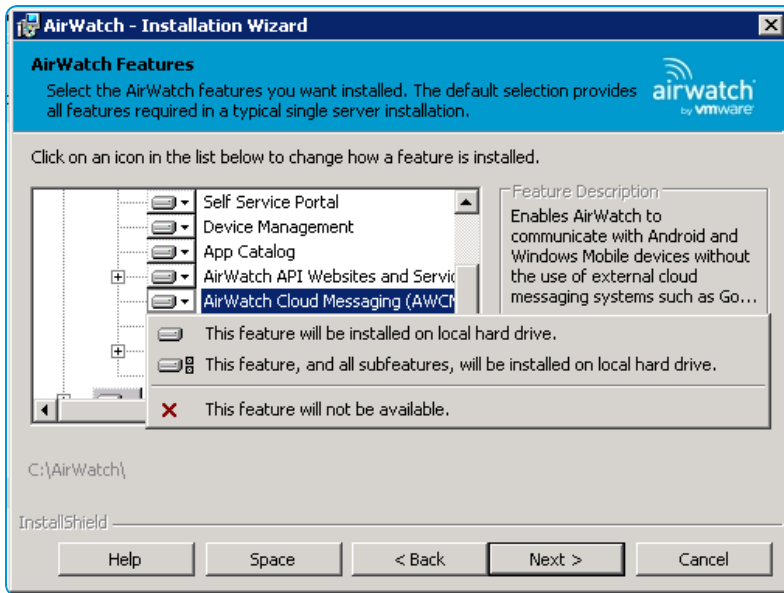 AirWatch - Installation Wizard
AirWatch Features
Select the AirWatch features you want installed. The default selection provides
all features required in a typical single server installation.
airwatch
by vmware
Click on an icon in the list below to change how a feature is installed.
Self Service Portal
Device Management
App Catalog
AirWatch API Websites and Servic
AirWatch Cloud Messaging (AWCM
Feature Description
Enables AirWatch to
communicate with Android and
Windows Mobile devices without
the use of external cloud
messaging systems such as Go...
This feature will be installed on local hard drive.
This feature, and all subfeatures, will be installed on local hard drive.
This feature will not be available.
C:\AirWatch\
InstallShield
Help
Space
< Back
Next >
Cancel